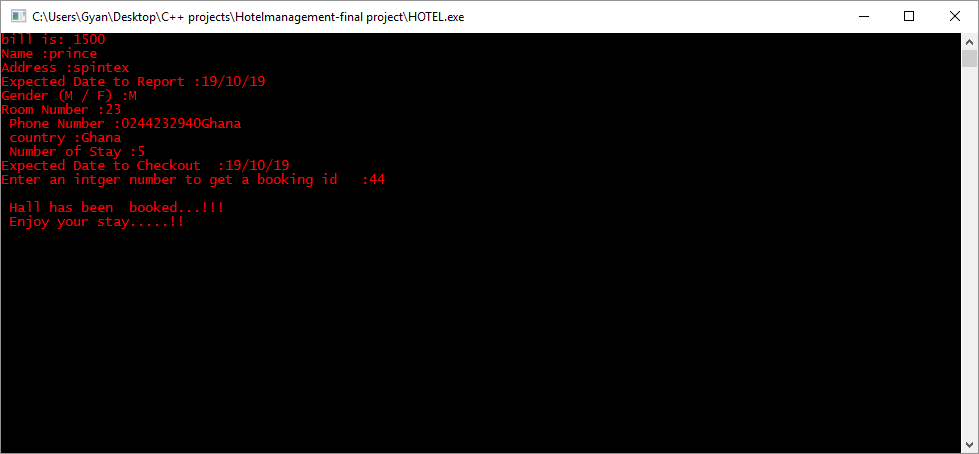 C:\Users\Gyan\Desktop\C++ projects\Hotelmanagement-final project\HOTEL.exe
bill is: 1500
Name :prince
Address :spintex
Expected Date to Report :19/10/19
Gender (M / F) :M
Room Number :23
Phone Number :0244232940Ghana
country :Ghana
Number of Stay :5
Expected Date to Checkout  :19/10/19
Enter an intger number to get a booking id   :44
Hall has been  booked...!!!
Enjoy your stay.....!!